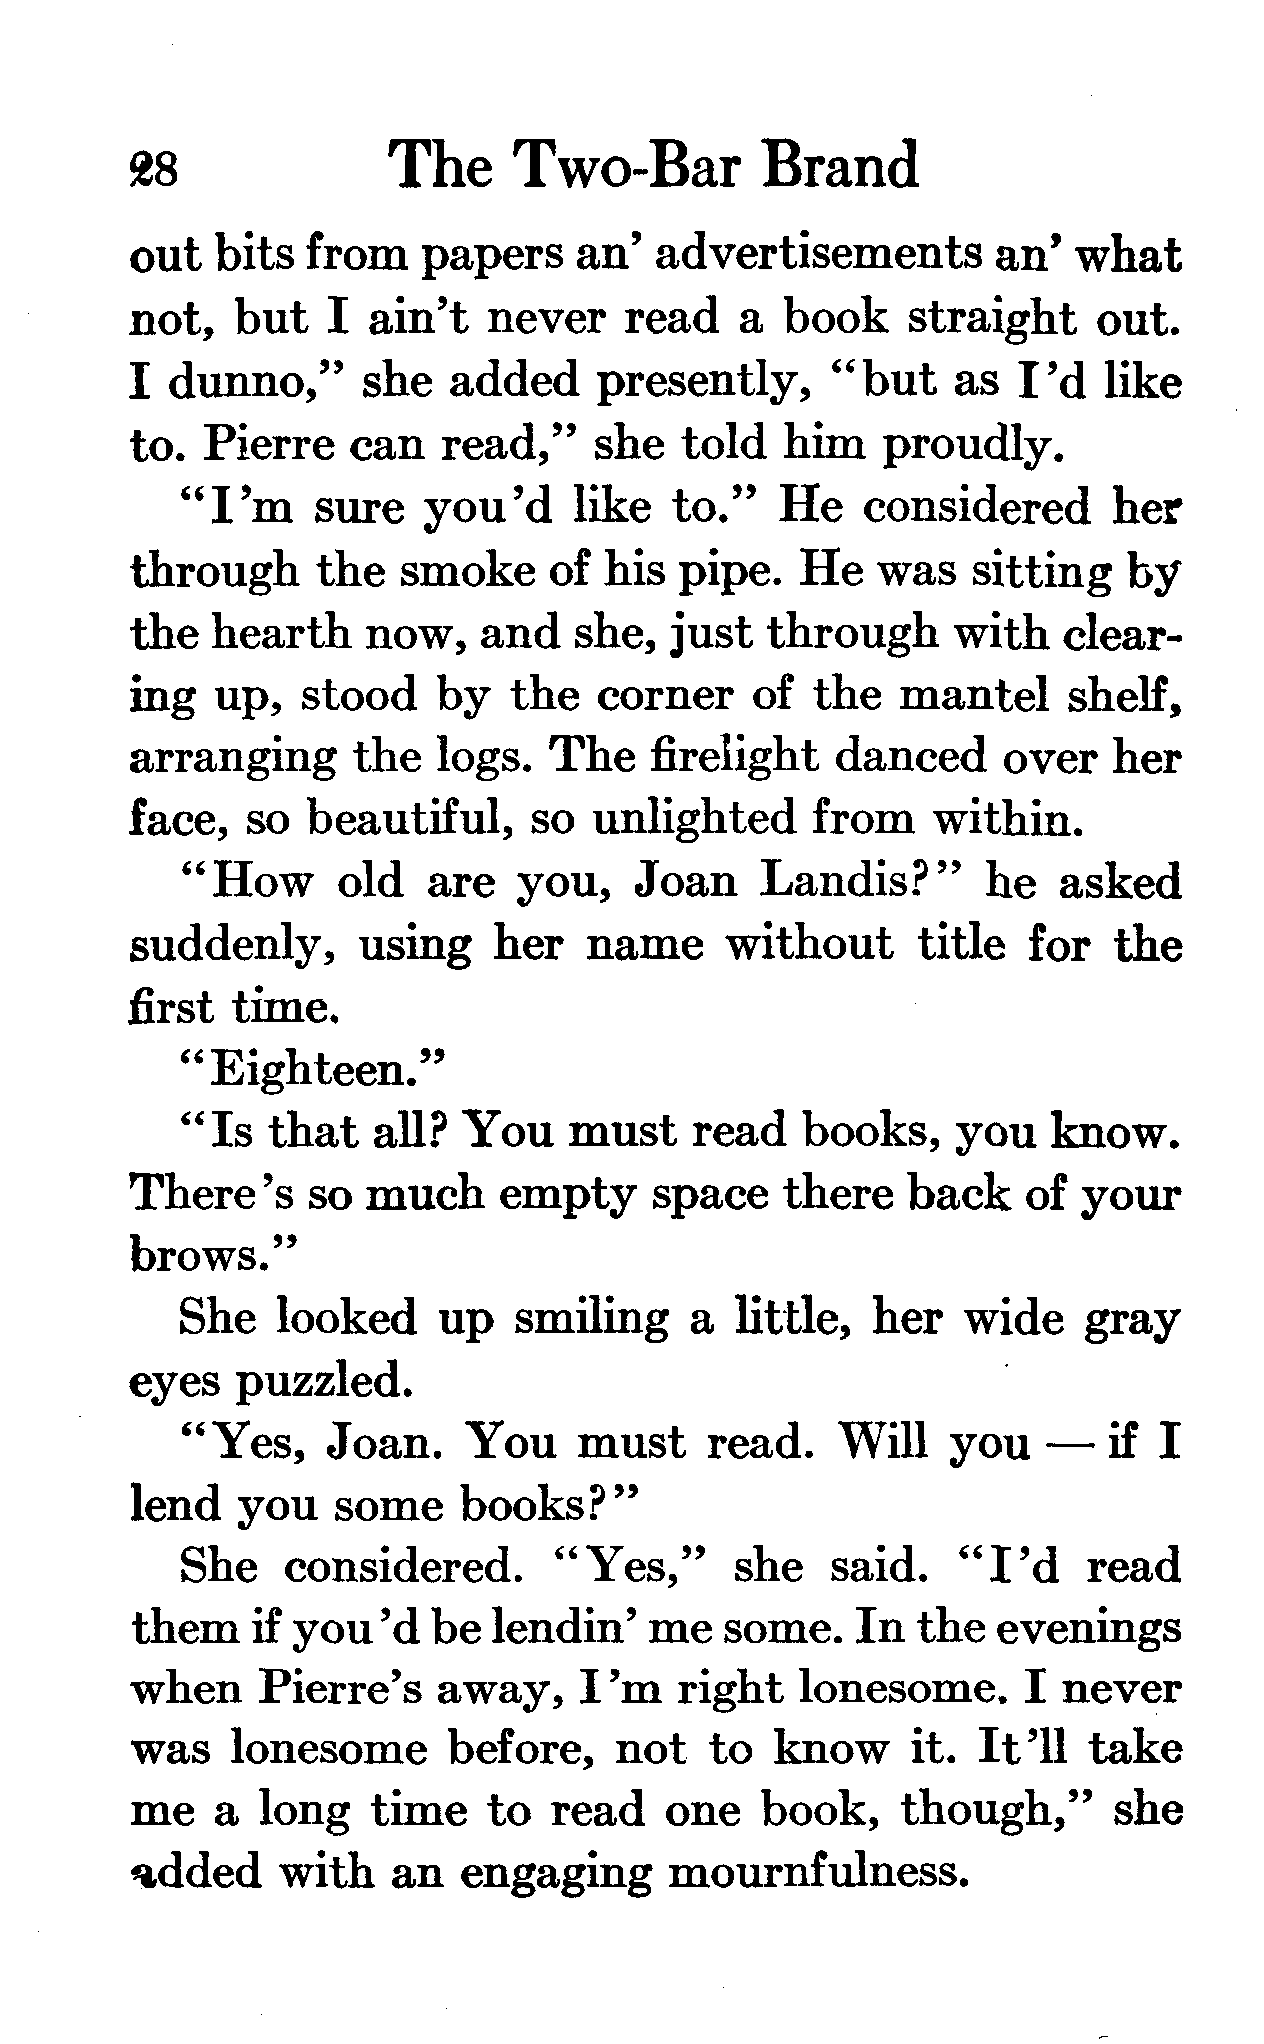 28 The Two-Bar Brand
out bits from papers an' advertisements an' what
not, but I ain't never read a book straight out.
I dunno," she added presently, "but as I'd like
to. Pierre can read," she told him proudly.
"I'm sure you'd like to." He considered her
through the smoke of his pipe. He was sitting by
the hearth now, and she, just through with clear-
ing up, stood by the corner of the mantel shelf,
arranging the logs. The firelight danced over her
face, so beautiful, so unlighted from within.
"How old are you, Joan Landis?" he asked
suddenly, using her name without title for the
first time.
"Eighteen."
"Is that all? You must read books, you know.
There's so much empty space there back of your
brows."
She looked up smiling a little, her wide gray
eyes puzzled.
"Yes, Joan. You must read. Will you — if I
lend you some books?"
She considered. "Yes," she said. "I'd read
them if you'd be lendin' me some. In the evenings
when Pierre's away, I'm right lonesome. I never
was lonesome before, not to know it. It'll take
me a long time to read one book, though," she
added with an engaging mournfulness.